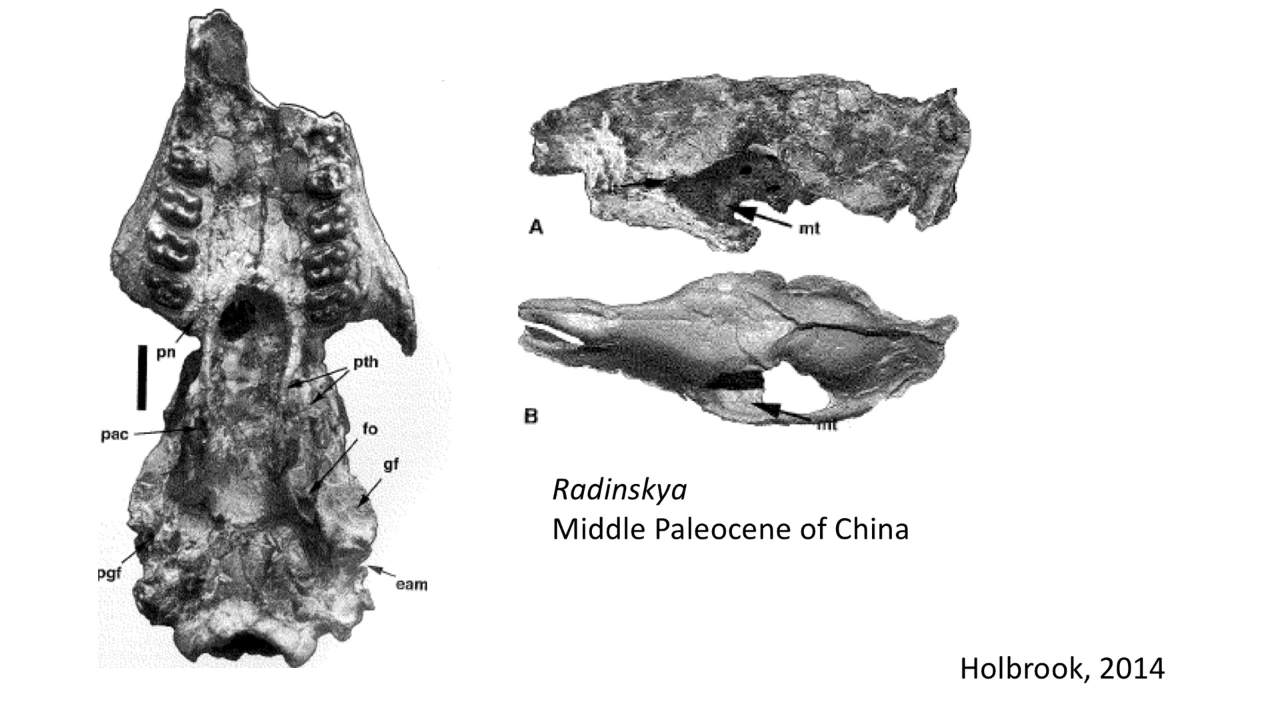 pn
pth
pac
fo
gf
pgf
eam
A
mt
B
mt
Radinskya
Middle Paleocene of China
Holbrook, 2014